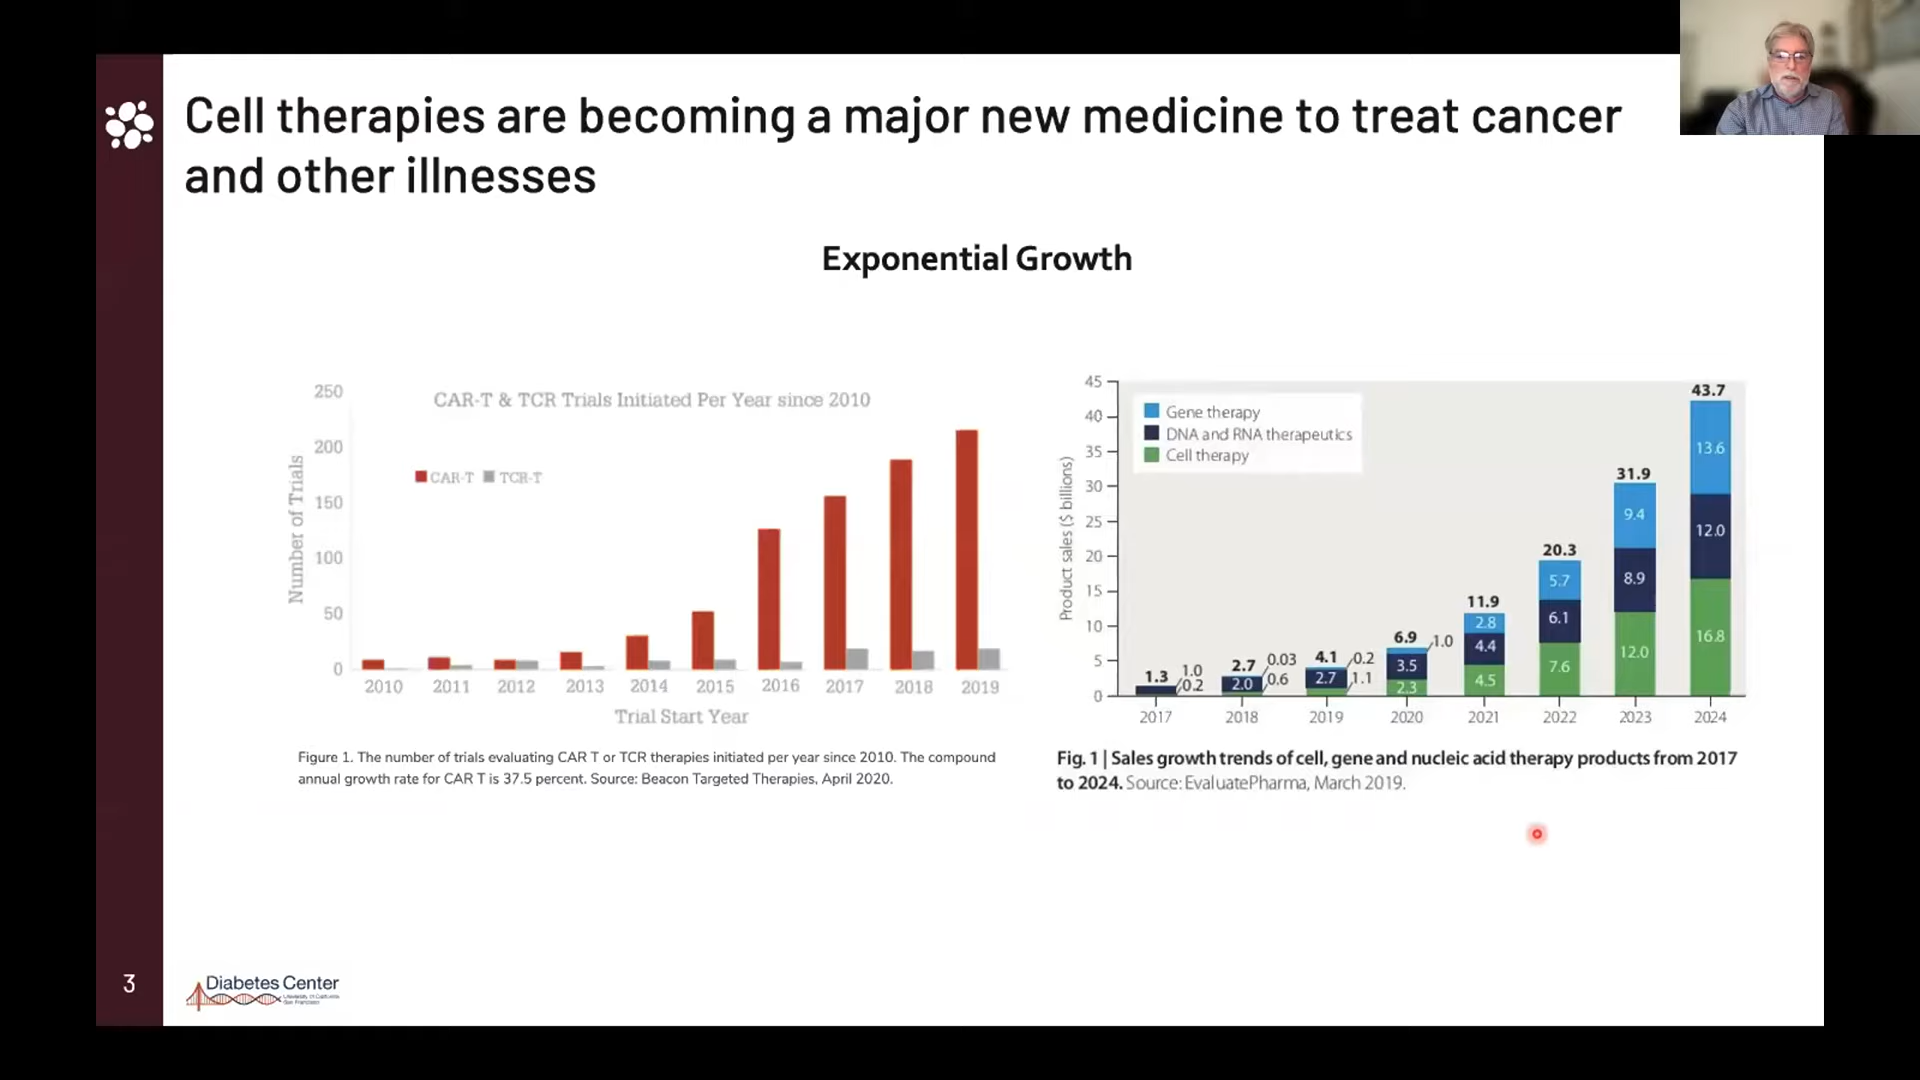 Cell therapies are becoming a major new medicine to treat cancer
and other illnesses
Exponential Growth
CAR-T & TCR Trials Initiated Per Year since 2010
CAR-T TCR-T
Number of Trials
250
200
150
100
50
0
2010 2011 2012 2013 2014 2015 2016 2017 2018 2019
Trial Start Year
Figure 1. The number of trials evaluating CAR T or TCR therapies initiated per year since 2010. The compound
annual growth rate for CAR T is 37.5 percent. Source: Beacon Targeted Therapies, April 2020.
Product sales ($ billions)
45
40
35
30
25
20
15
10
5
0
Gene therapy
DNA and RNA therapeutics
Cell therapy
1.3 1.0
0.2
2.7 0.03
2.0 0.6
4.1 0.2
2.7 1.1
6.9 1.0
3.5
2.3
11.9
2.8
4.4
4.5
20.3
5.7
6.1
7.6
31.9
9.4
8.9
12.0
43.7
13.6
12.0
16.8
2017 2018 2019 2020 2021 2022 2023 2024
Fig. 1 | Sales growth trends of cell, gene and nucleic acid therapy products from 2017
to 2024. Source: EvaluatePharma, March 2019.
3
Diabetes Center
University of California
San Francisco